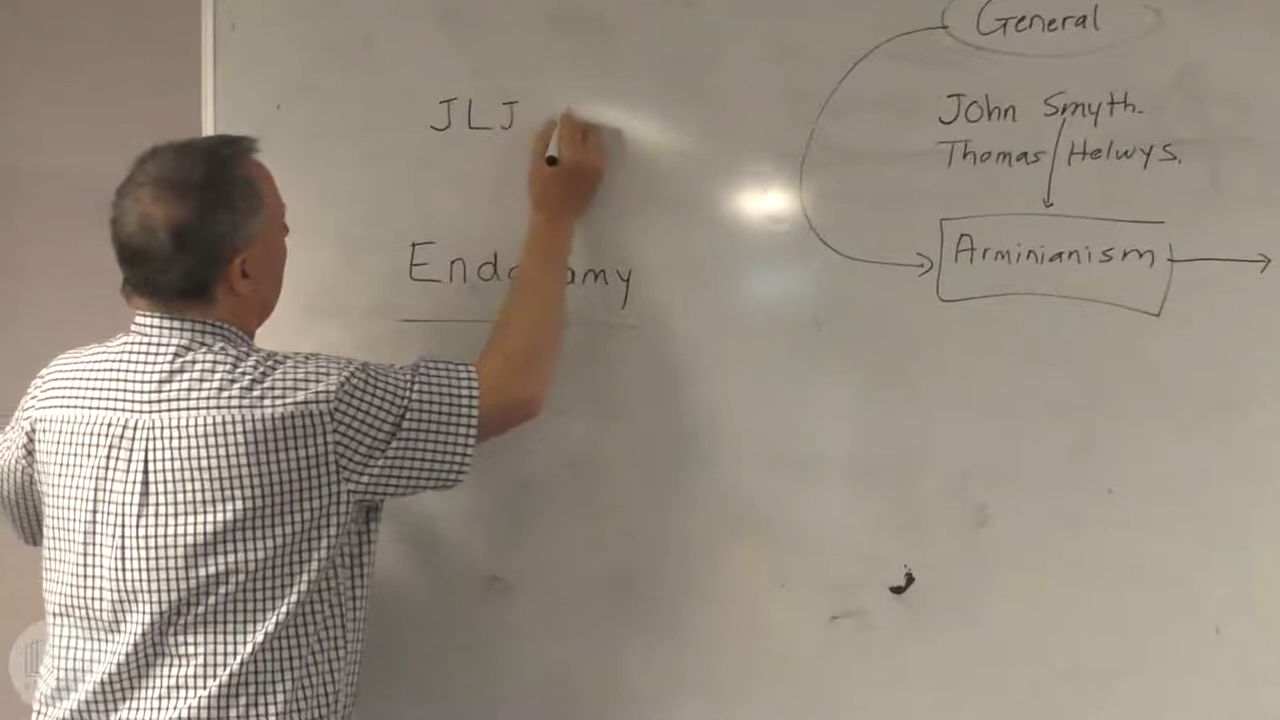 JLJ
General
John Smyth.
Thomas Helwys.
Arminianism